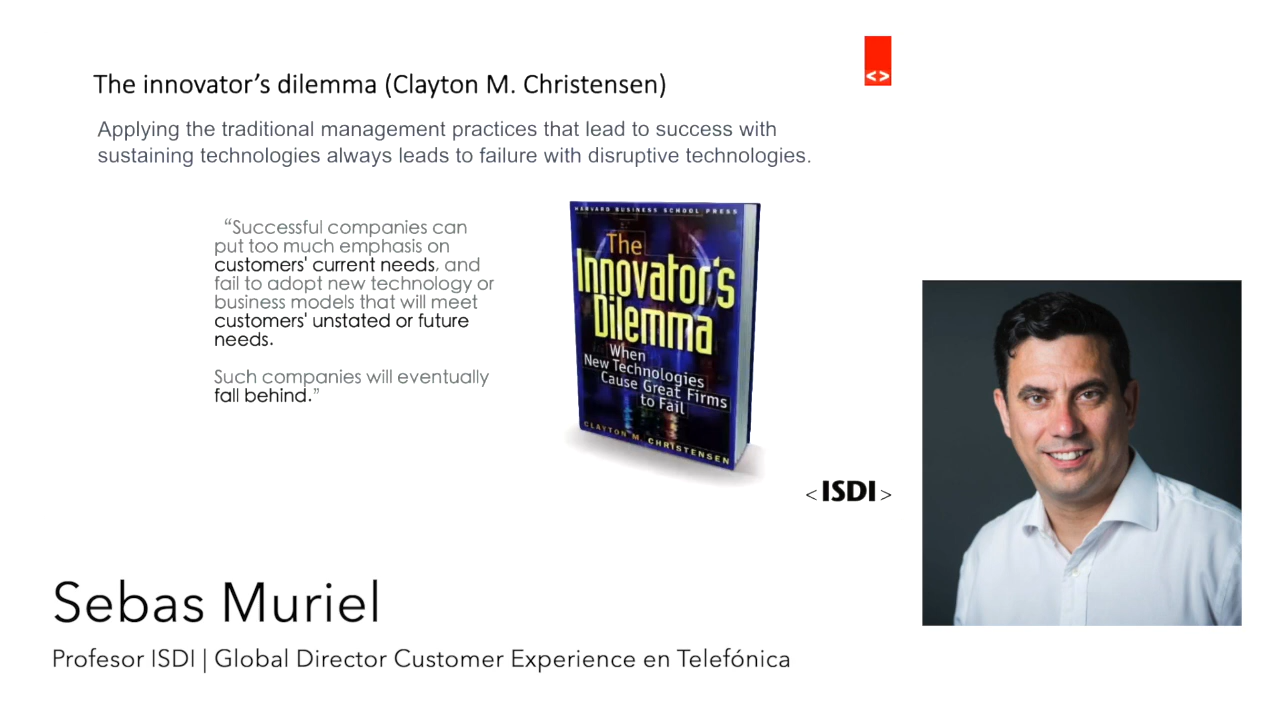 <>
The innovator’s dilemma (Clayton M. Christensen)
Applying the traditional management practices that lead to success with
sustaining technologies always leads to failure with disruptive technologies.
“Successful companies can
put too much emphasis on
customers' current needs, and
fail to adopt new technology or
business models that will meet
customers' unstated or future
needs.
Such companies will eventually
fall behind.”
HARVARD BUSINESS SCHOOL PRESS
The
Innovator's
Dilemma
When
New Technologies
Cause Great Firms
to Fail
CLAYTON M. CHRISTENSEN
<ISDI>
Sebas Muriel
Profesor ISDI | Global Director Customer Experience en Telefónica